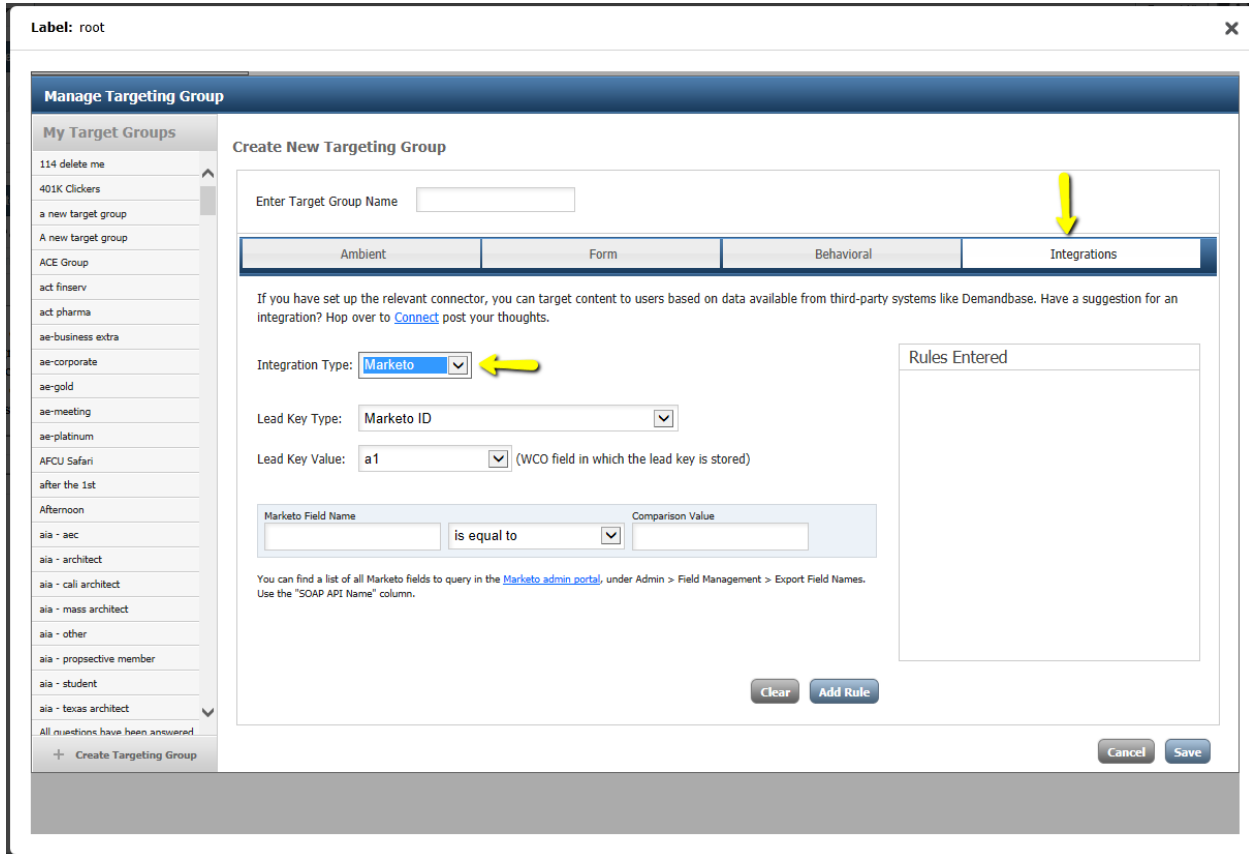 Label: root
Manage Targeting Group
My Target Groups
114 delete me
401K Clickers
a new target group
A new target group
ACE Group
act finserv
act pharma
ae-business extra
ae-corporate
ae-gold
ae-meeting
ae-platinum
AFCU Safari
after the 1st
Afternoon
aia - aec
aia - architect
aia - cali architect
aia - mass architect
aia - other
aia - propsective member
aia - student
aia - texas architect
All questions have been answered
+ Create Targeting Group
Create New Targeting Group
Enter Target Group Name
Ambient Form Behavioral Integrations
If you have set up the relevant connector, you can target content to users based on data available from third-party systems like Demandbase. Have a suggestion for an
integration? Hop over to Connect post your thoughts.
Integration Type: Marketo
Lead Key Type: Marketo ID
Lead Key Value: a1 (WCO field in which the lead key is stored)
Marketo Field Name Comparison Value
is equal to
You can find a list of all Marketo fields to query in the Marketo admin portal, under Admin > Field Management > Export Field Names.
Use the "SOAP API Name" column.
Rules Entered
Clear Add Rule
Cancel Save